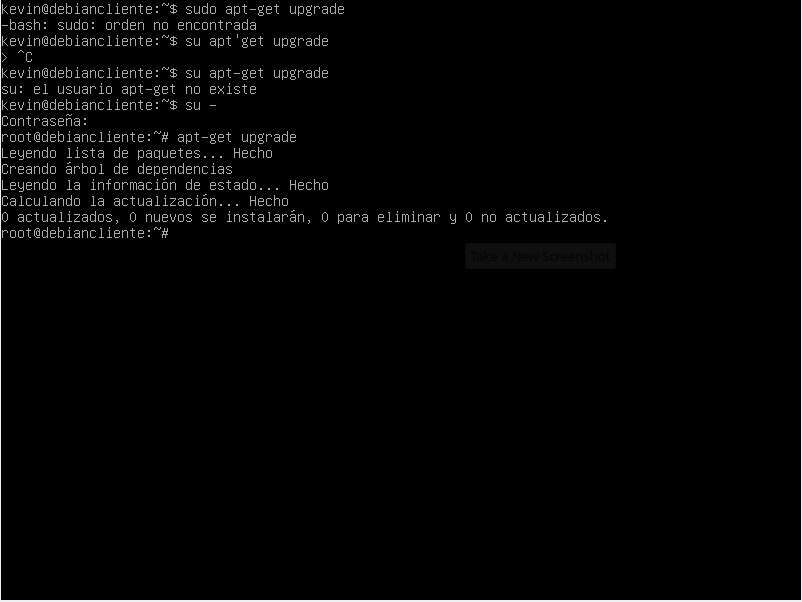 kevin@debiancliente:~$ sudo apt-get upgrade
-bash: sudo: orden no encontrada
kevin@debiancliente:~$ su apt'get upgrade
> ^C
kevin@debiancliente:~$ su apt-get upgrade
su: el usuario apt-get no existe
kevin@debiancliente:~$ su -
Contraseña:
root@debiancliente:~# apt-get upgrade
Leyendo lista de paquetes... Hecho
Creando árbol de dependencias
Leyendo la información de estado... Hecho
Calculando la actualización... Hecho
0 actualizados, 0 nuevos se instalarán, 0 para eliminar y 0 no actualizados.
root@debiancliente:~#
Take a New Screenshot